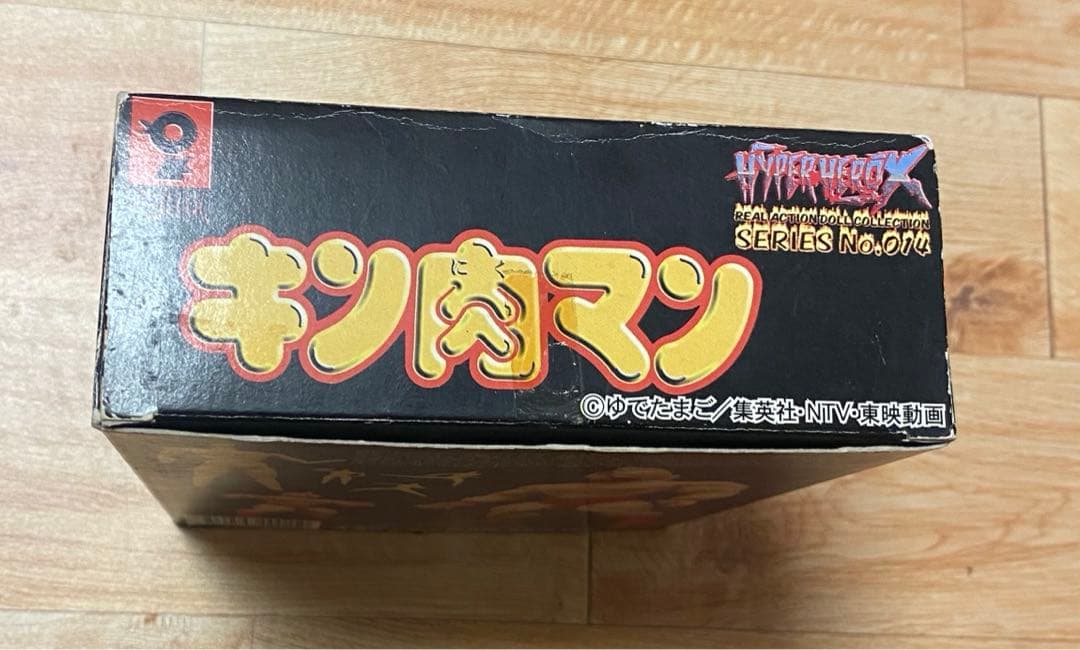 HYPER HERO X
REAL ACTION DOLL COLLECTION
SERIES No.014
にく
キン肉マン
©ゆでたまご／集英社・NTV・東映動画